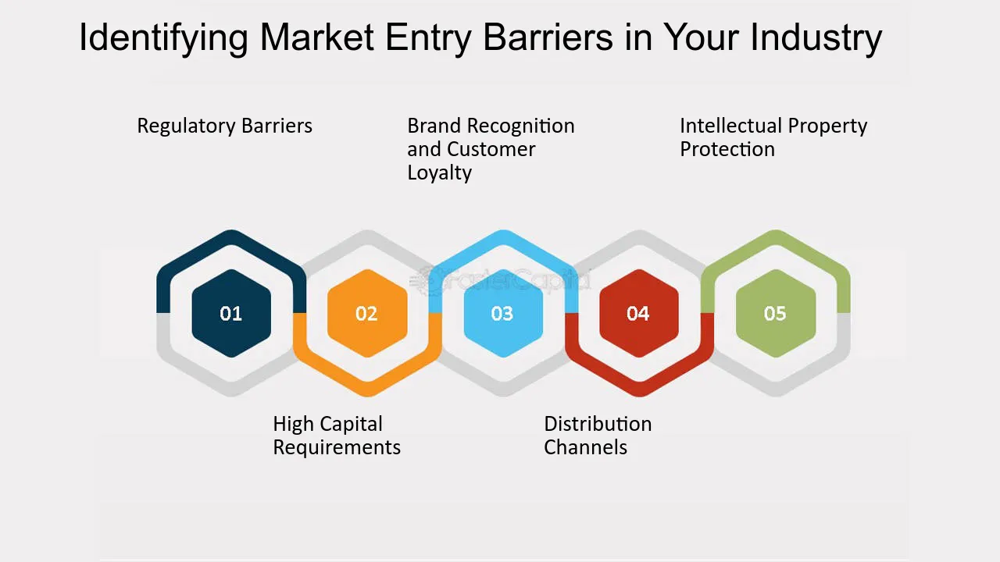 Identifying Market Entry Barriers in Your Industry
Regulatory Barriers
Brand Recognition
and Customer
Loyalty
Intellectual Property
Protection
01
02
03
04
05
FasterCapital
High Capital
Requirements
Distribution
Channels